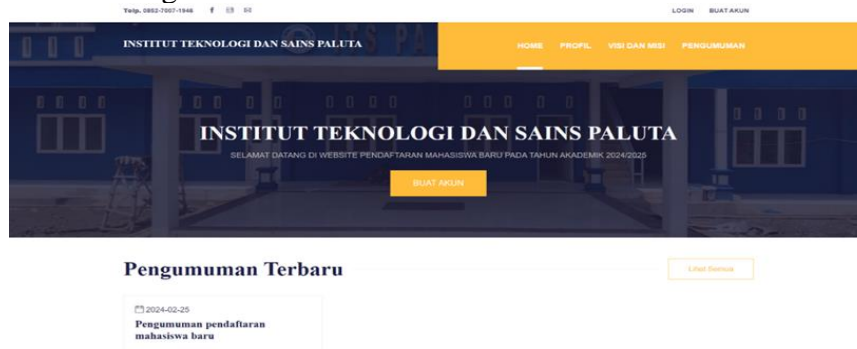 Telp. 0852-7007-1946
LOGIN BUAT AKUN
INSTITUT TEKNOLOGI DAN SAINS PALUTA
HOME PROFIL VISI DAN MISI PENGUMUMAN
ITS PA
INSTITUT TEKNOLOGI DAN SAINS PALUTA
SELAMAT DATANG DI WEBSITE PENDAFTARAN MAHASISWA BARU PADA TAHUN AKADEMIK 2024/2025
BUAT AKUN
Pengumuman Terbaru
Lihat Semua
2024-02-25
Pengumuman pendaftaran
mahasiswa baru